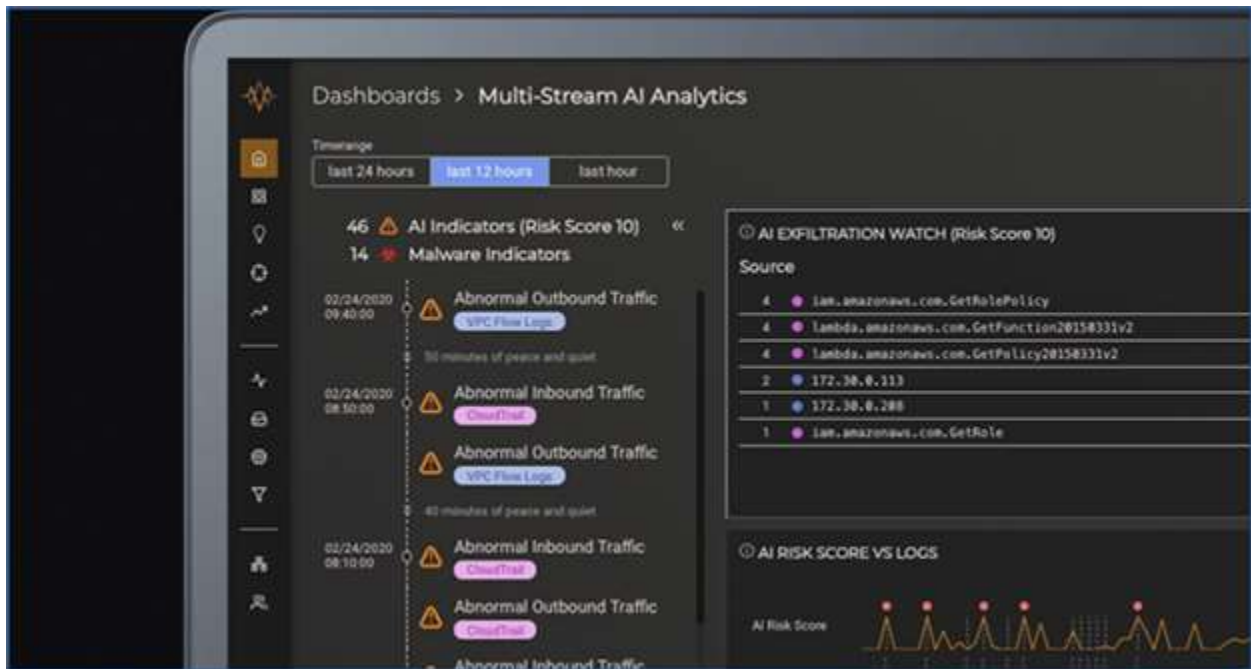 Dashboards > Multi-Stream AI Analytics
Timerange
last 24 hours last 12 hours last hour
46 AI Indicators (Risk Score 10) «
14 Malware Indicators
02/24/2020
09:40:00
Abnormal Outbound Traffic
VPC Flow Logs
50 minutes of peace and quiet
02/24/2020
08:50:00
Abnormal Inbound Traffic
CloudTrail
Abnormal Outbound Traffic
VPC Flow Logs
40 minutes of peace and quiet
02/24/2020
08:10:00
Abnormal Inbound Traffic
CloudTrail
Abnormal Outbound Traffic
CloudTrail
Abnormal Inbound Traffic
AI EXFILTRATION WATCH (Risk Score 10)
Source
4 iam.amazonaws.com.GetRolePolicy
4 lambda.amazonaws.com.GetFunction20150331v2
4 lambda.amazonaws.com.GetPolicy20150331v2
2 172.30.0.113
1 172.30.0.208
1 iam.amazonaws.com.GetRole
AI RISK SCORE VS LOGS
AI Risk Score